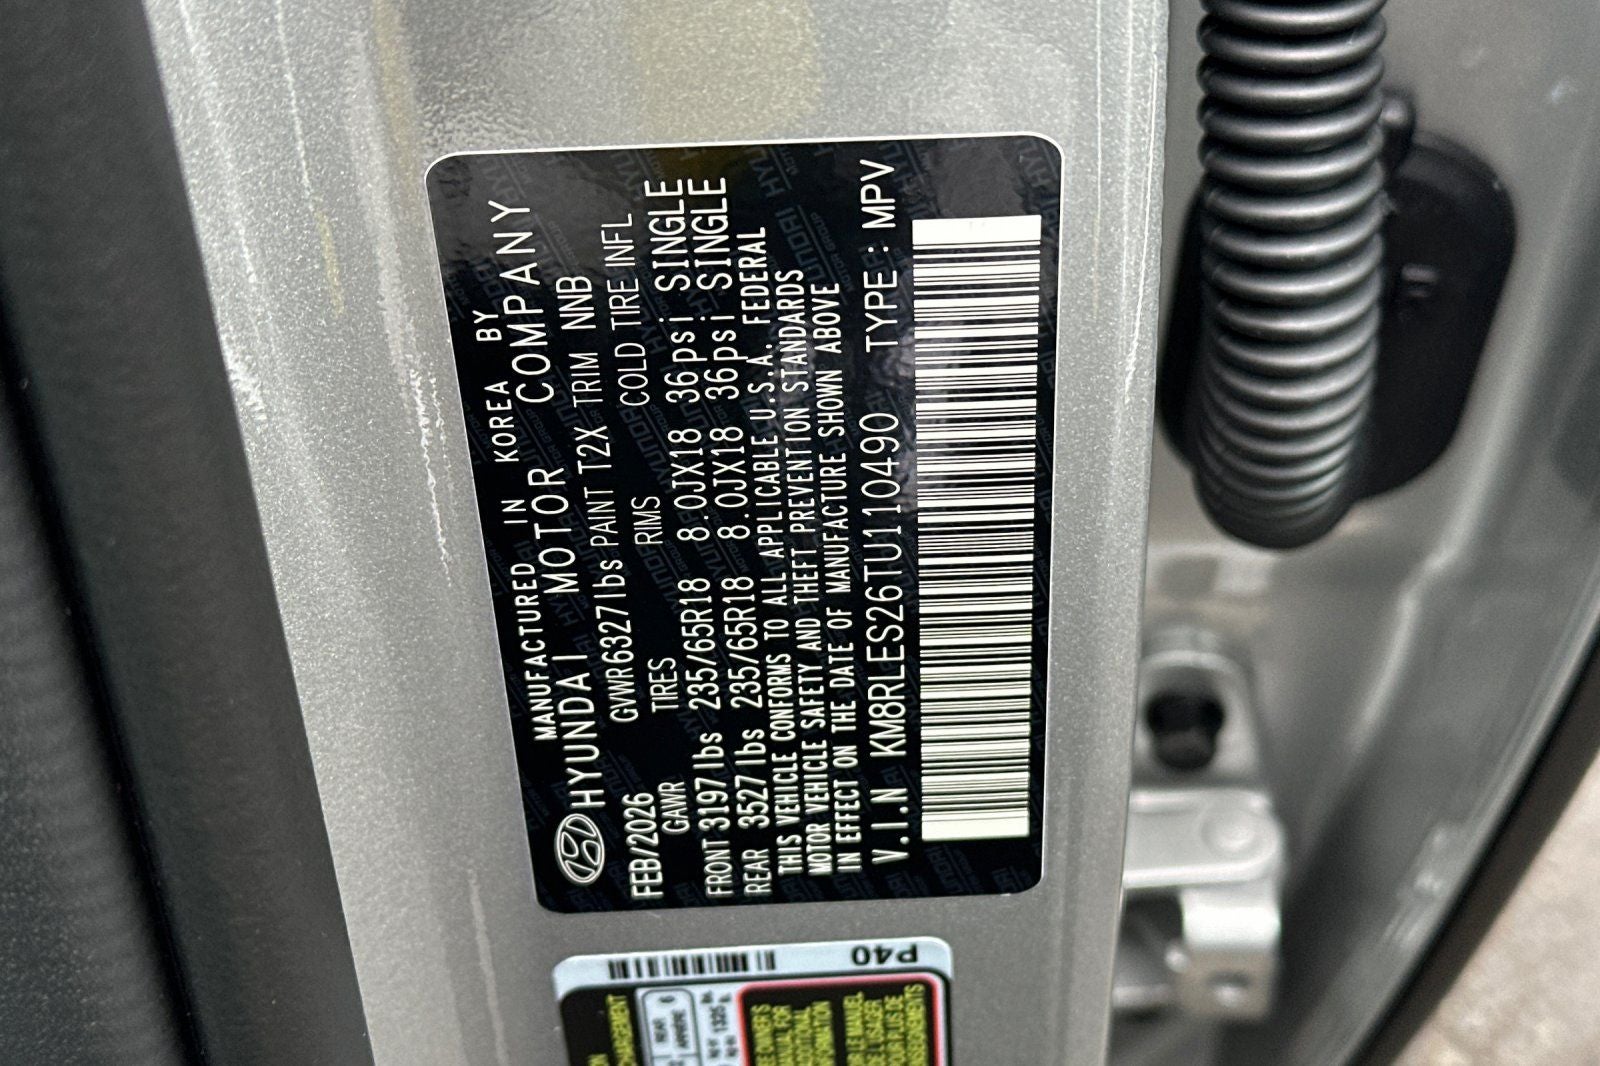 MANUFACTURED IN KOREA BY
HYUNDAI MOTOR COMPANY
FEB/2026 GVWR6327lbs PAINT T2X TRIM NNB
GAWR TIRES RIMS COLD TIRE INFL
FRONT 3197lbs 235/65R18 8.0JX18 36psi SINGLE
REAR 3527lbs 235/65R18 8.0JX18 36psi SINGLE
THIS VEHICLE CONFORMS TO ALL APPLICABLE U.S.A. FEDERAL
MOTOR VEHICLE SAFETY AND THEFT PREVENTION STANDARDS
IN EFFECT ON THE DATE OF MANUFACTURE SHOWN ABOVE
V.I.N KM8RLES26TU110490 TYPE : MPV
P40